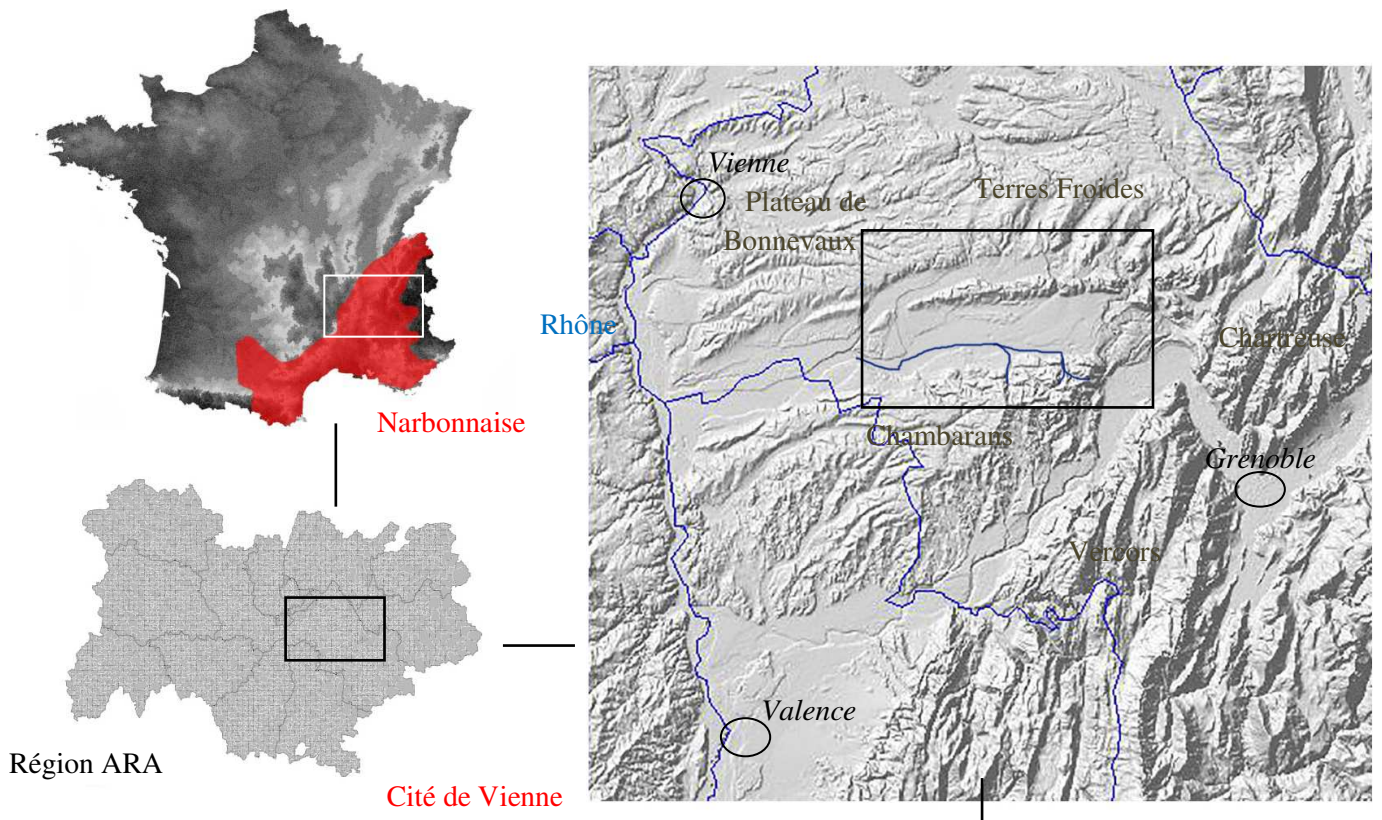 Narbonnaise
Région ARA
Cité de Vienne
Vienne
Terres Froides
Plateau de
Bonnevaux
Rhône
Chartreuse
Chambarans
Grenoble
Vercors
Valence